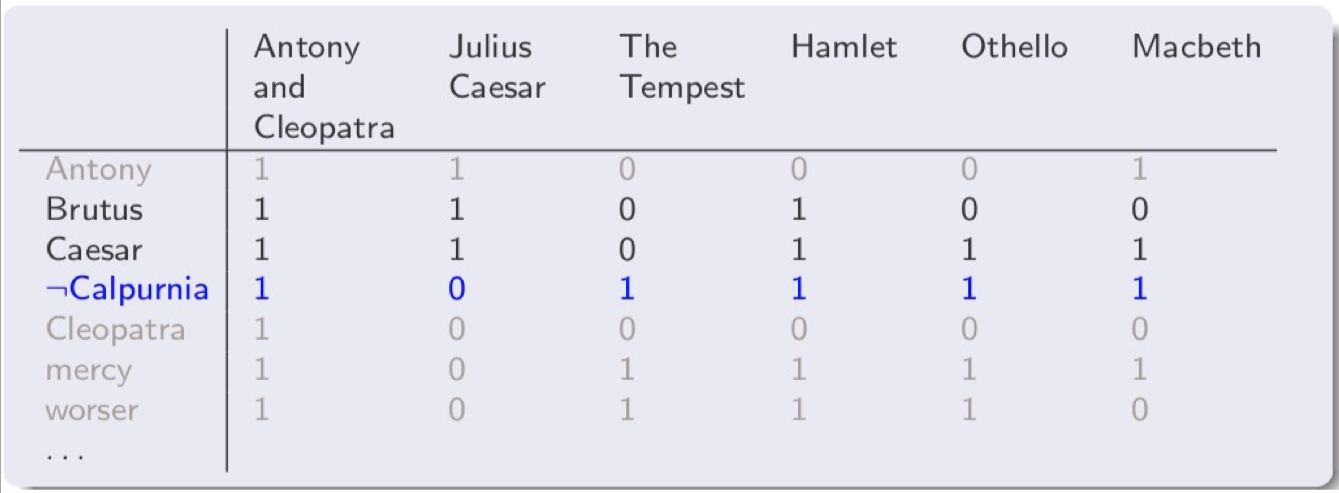 Antony Julius The Hamlet Othello Macbeth
and Caesar Tempest
Cleopatra
Antony 1 1 0 0 0 1
Brutus 1 1 0 1 0 0
Caesar 1 1 0 1 1 1
¬Calpurnia 1 0 1 1 1 1
Cleopatra 1 0 0 0 0 0
mercy 1 0 1 1 1 1
worser 1 0 1 1 1 0
. . .